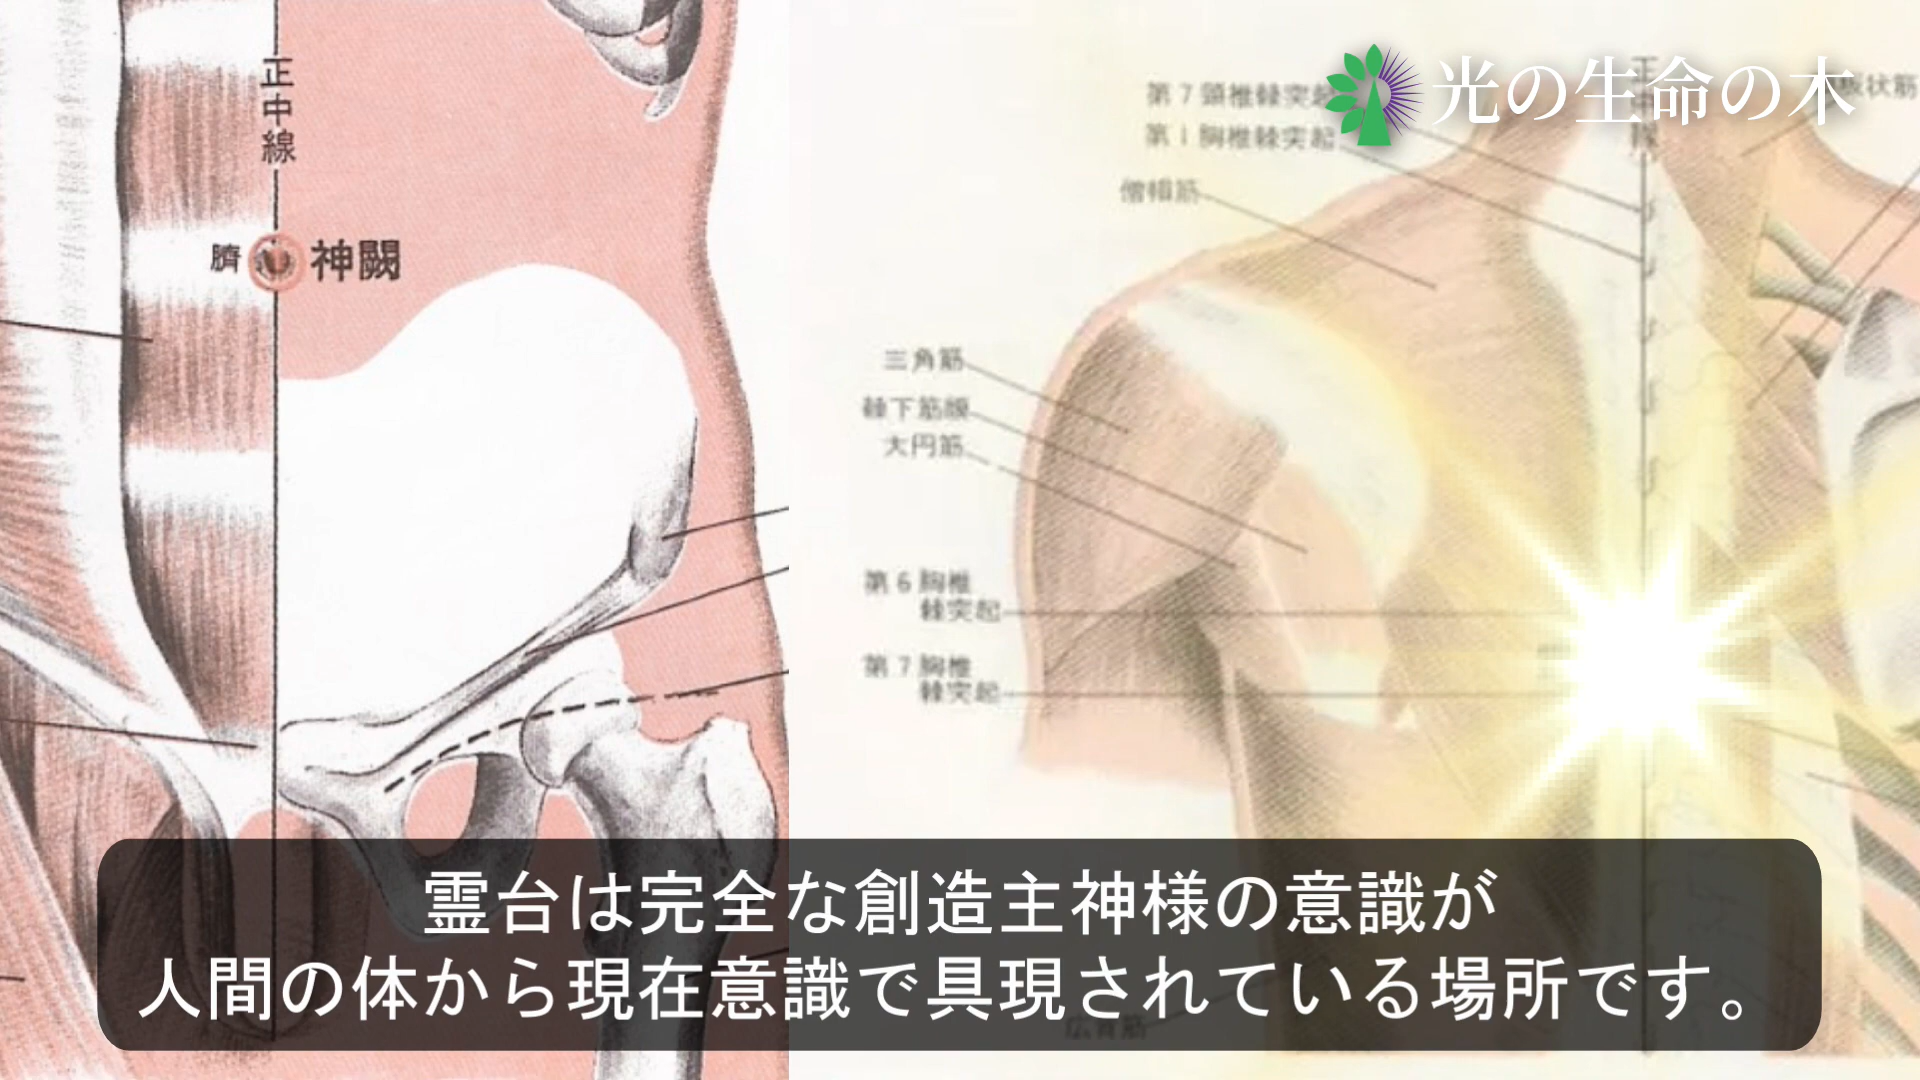 正中線
臍
神闕
光の生命の木
第7頸椎棘突起
第1胸椎棘突起
僧帽筋
三角筋
棘下筋膜
大円筋
第6胸椎
棘突起
第7胸椎
棘突起
霊台は完全な創造主神様の意識が
人間の体から現在意識で具現されている場所です。